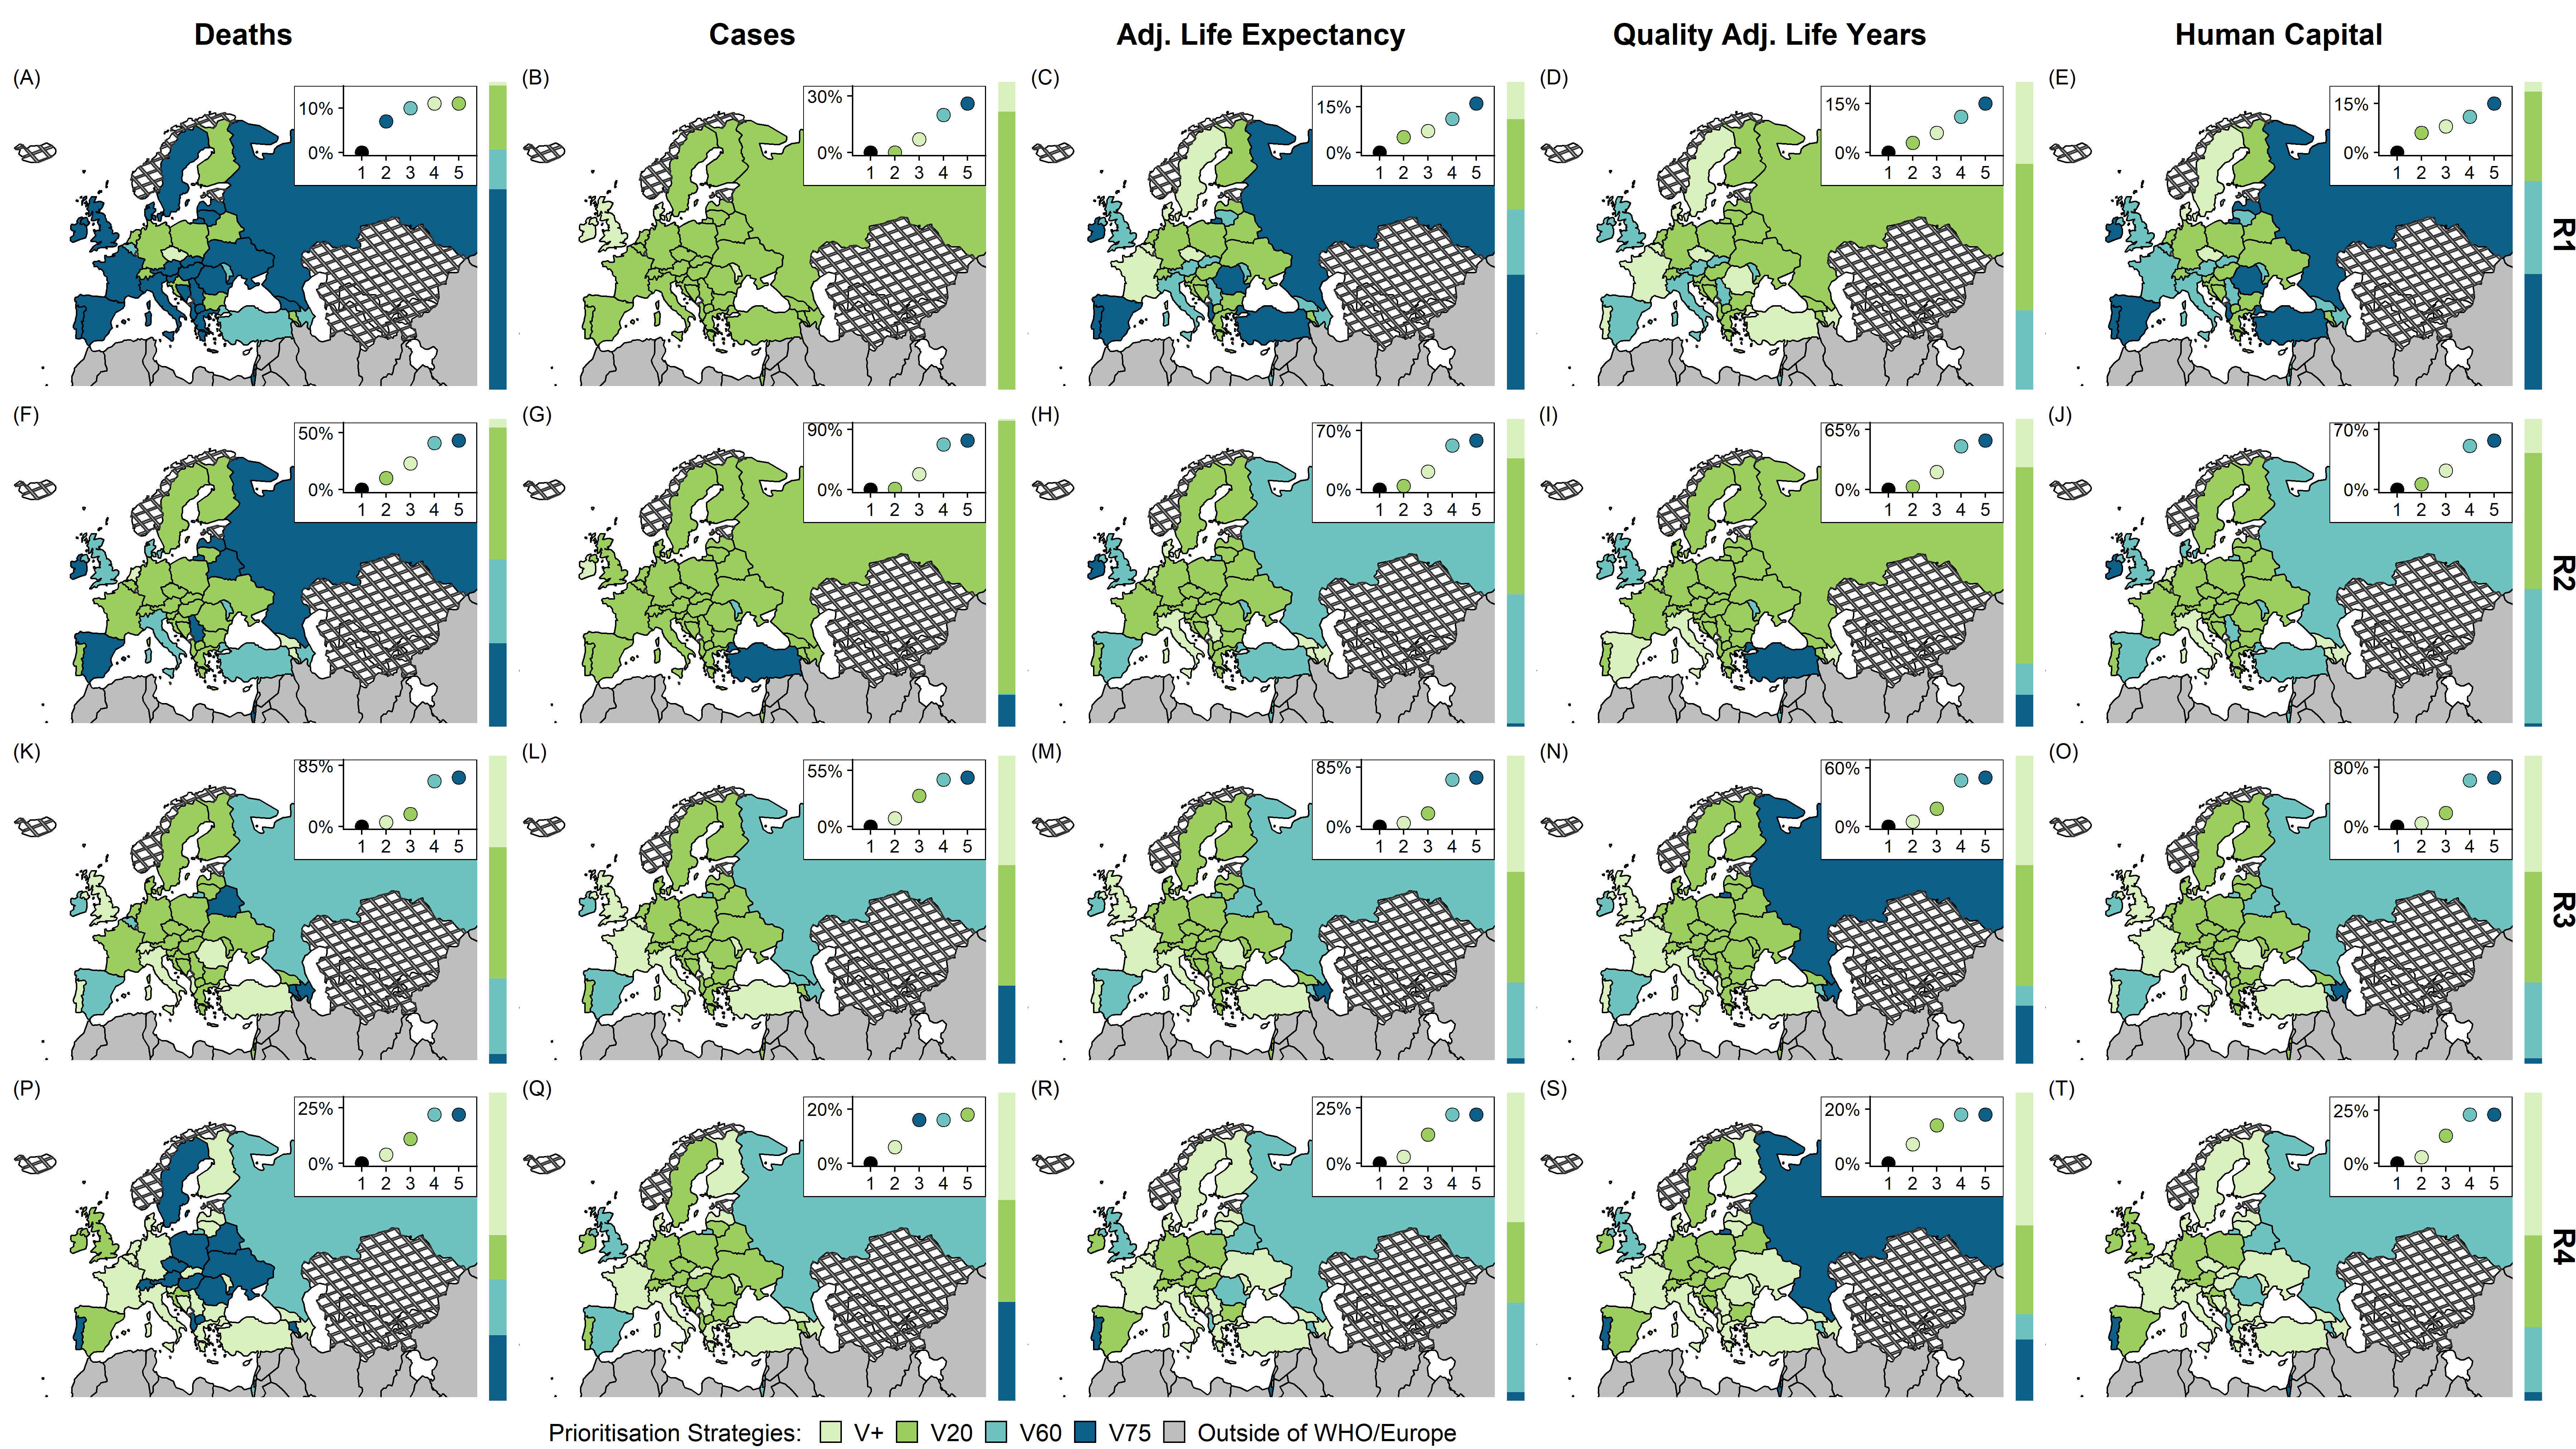 Deaths Cases Adj. Life Expectancy Quality Adj. Life Years Human Capital
(A) (B) (C) (D) (E)
10% 30% 15% 15% 15%
0% 0% 0% 0% 0%
1 2 3 4 5 1 2 3 4 5 1 2 3 4 5 1 2 3 4 5 1 2 3 4 5
R1
(F) (G) (H) (I) (J)
50% 90% 70% 65% 70%
0% 0% 0% 0% 0%
1 2 3 4 5 1 2 3 4 5 1 2 3 4 5 1 2 3 4 5 1 2 3 4 5
R2
(K) (L) (M) (N) (O)
85% 55% 85% 60% 80%
0% 0% 0% 0% 0%
1 2 3 4 5 1 2 3 4 5 1 2 3 4 5 1 2 3 4 5 1 2 3 4 5
R3
(P) (Q) (R) (S) (T)
25% 20% 25% 20% 25%
0% 0% 0% 0% 0%
1 2 3 4 5 1 2 3 4 5 1 2 3 4 5 1 2 3 4 5 1 2 3 4 5
R4
Prioritisation Strategies: V+ V20 V60 V75 Outside of WHO/Europe